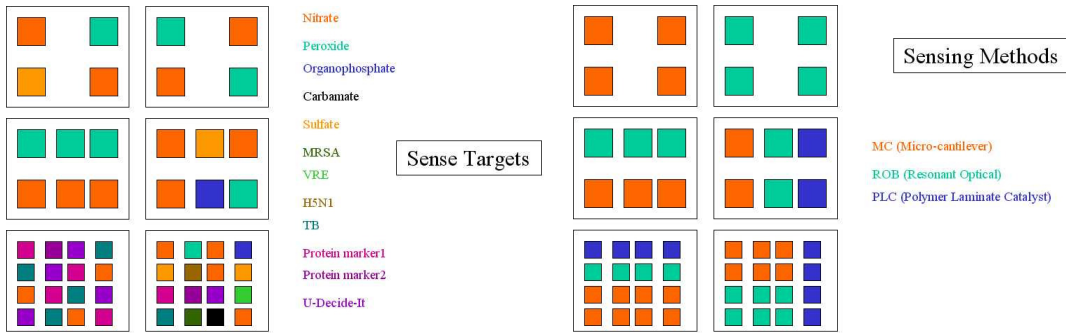 Nitrate
Peroxide
Organophosphate
Carbamate
Sulfate
MRSA
VRE
H5N1
TB
Protein marker1
Protein marker2
U-Decide-It
Sense Targets
Sensing Methods
MC (Micro-cantilever)
ROB (Resonant Optical)
PLC (Polymer Laminate Catalyst)